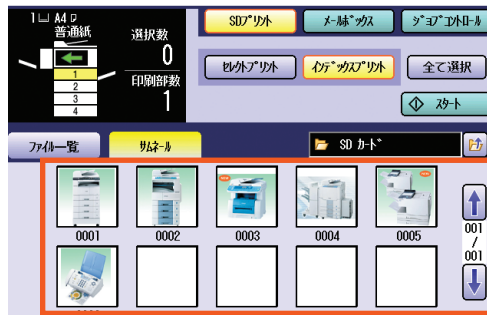 1 A4
普通紙
選択数
0
印刷部数
1
1
2
3
4
SDﾌﾟﾘﾝﾄ
ﾒｰﾙﾎﾞｯｸｽ
ｼﾞｮﾌﾞｺﾝﾄﾛｰﾙ
ｾﾚｸﾄﾌﾟﾘﾝﾄ
ｲﾝﾃﾞｯｸｽﾌﾟﾘﾝﾄ
全て選択
ｽﾀｰﾄ
ﾌｧｲﾙ一覧
ｻﾑﾈｰﾙ
SD ｶｰﾄﾞ
0001
0002
0003
0004
0005
001
/
001